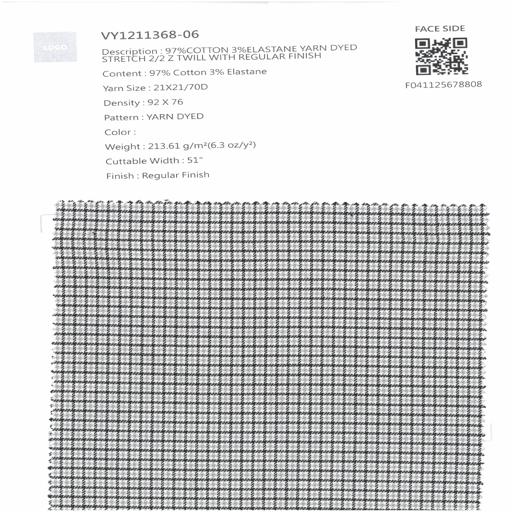 LOGO
VY1211368-06
FACE SIDE
Description : 97%COTTON 3%ELASTANE YARN DYED
STRETCH 2/2 Z TWILL WITH REGULAR FINISH
Content : 97% Cotton 3% Elastane
Yarn Size : 21X21/70D
Density : 92 X 76
Pattern : YARN DYED
Color :
Weight : 213.61 g/m²(6.3 oz/y²)
Cuttable Width : 51"
Finish : Regular Finish
F041125678808